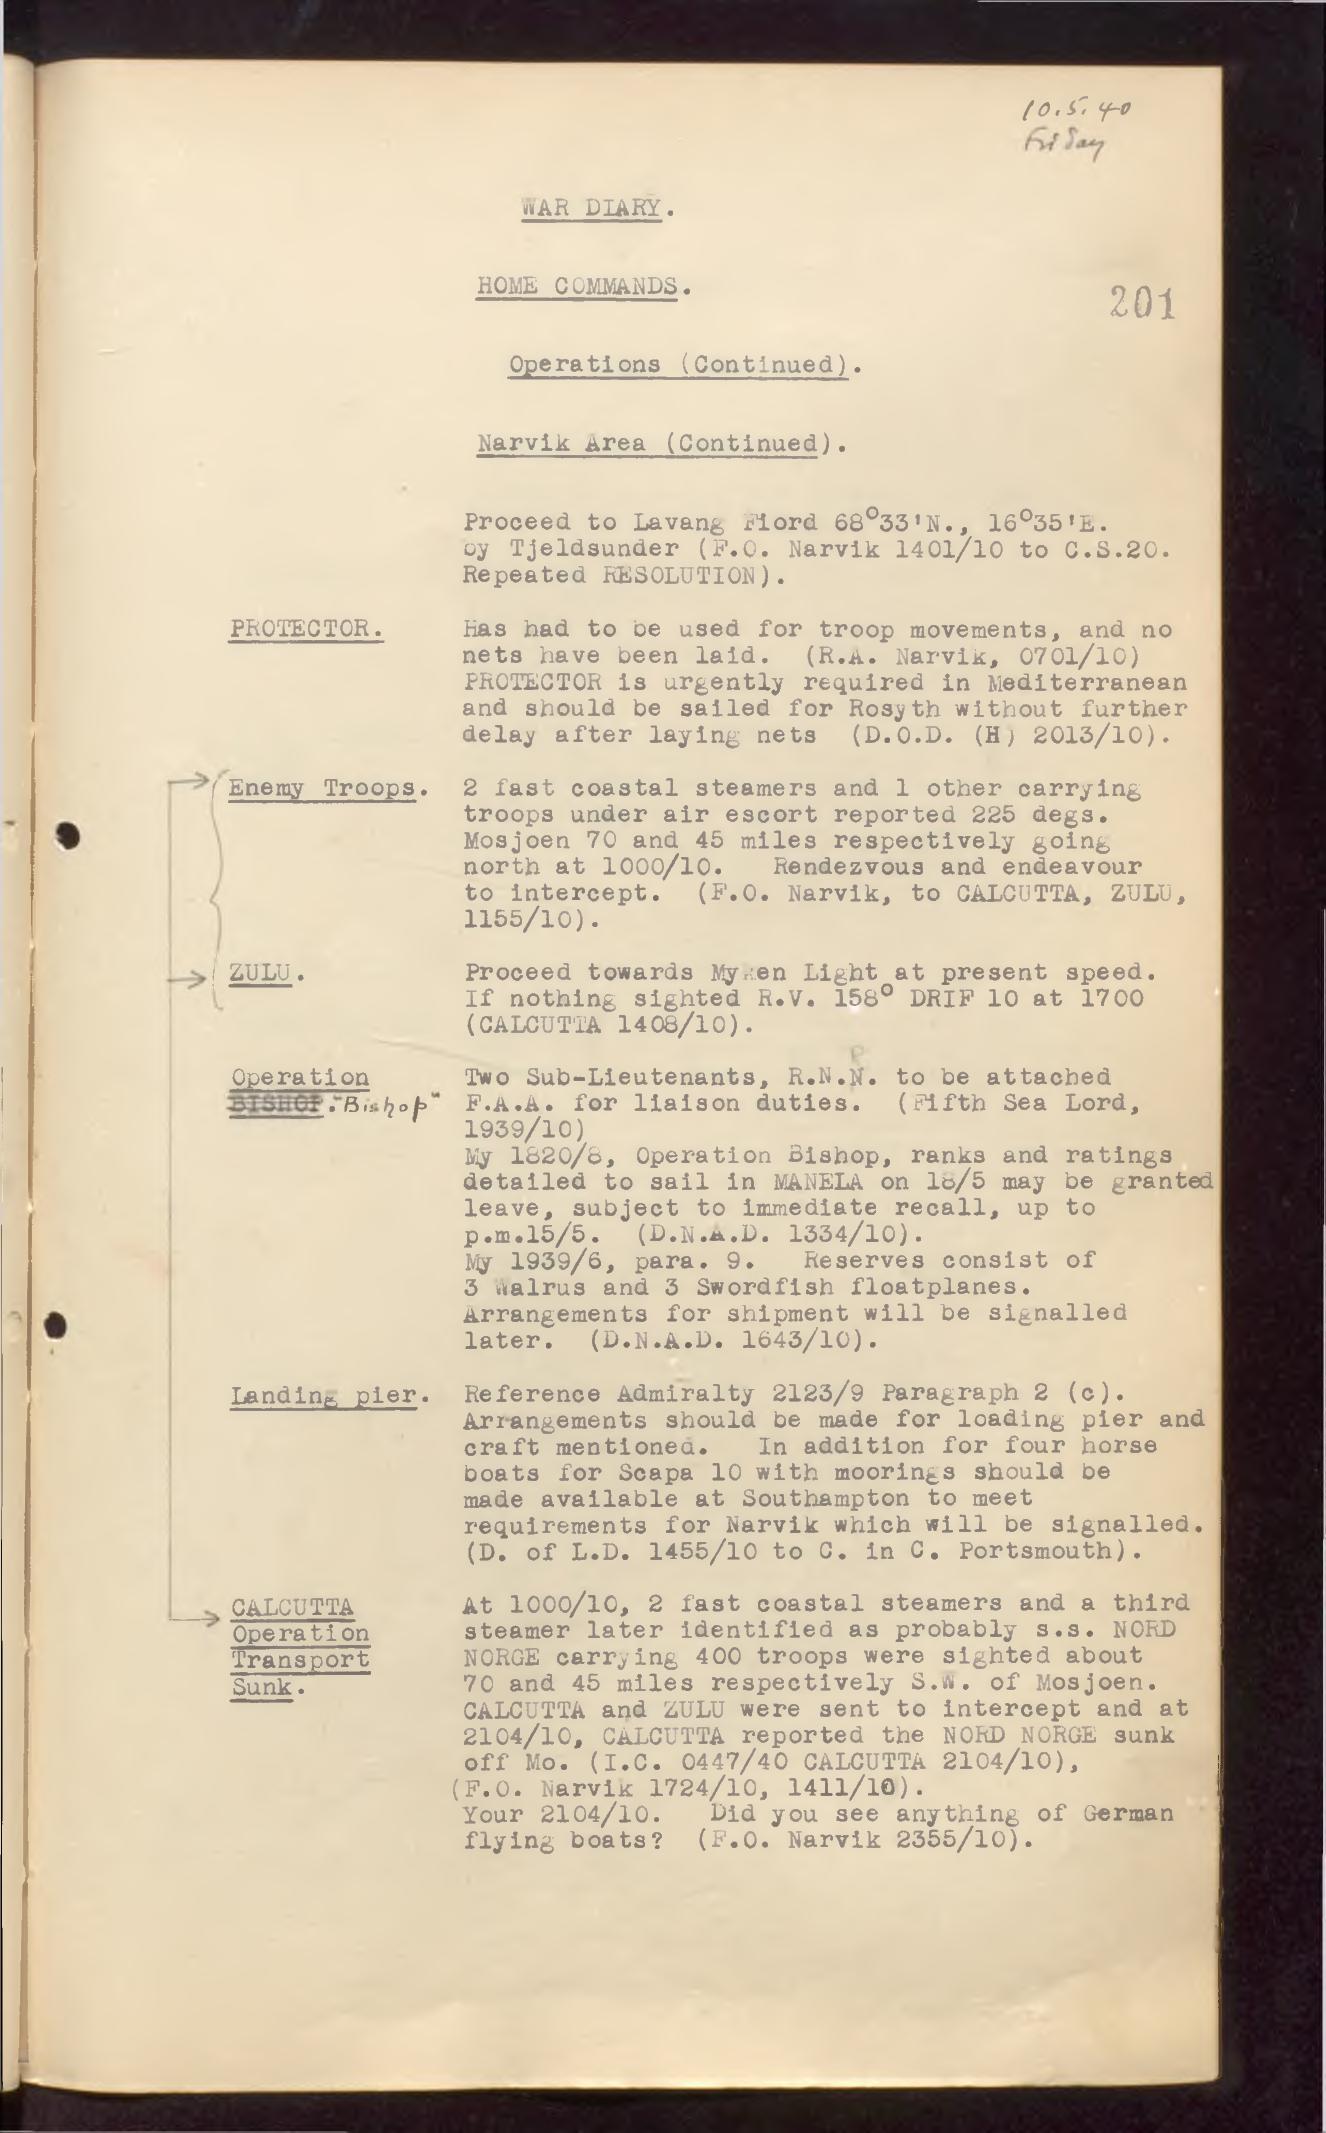 10.5.40
Friday
WAR DIARY.
HOME COMMANDS.
201
Operations (Continued).
Narvik Area (Continued).
Proceed to Lavang Fiord 68°33'N., 16°35'E.
by Tjeldsunder (F.O. Narvik 1401/10 to C.S.20.
Repeated RESOLUTION).
PROTECTOR.
Has had to be used for troop movements, and no
nets have been laid. (R.A. Narvik, 0701/10)
PROTECTOR is urgently required in Mediterranean
and should be sailed for Rosyth without further
delay after laying nets (D.O.D. (H) 2013/10).
Enemy Troops.
2 fast coastal steamers and 1 other carrying
troops under air escort reported 225 degs.
Mosjoen 70 and 45 miles respectively going
north at 1000/10. Rendezvous and endeavour
to intercept. (F.O. Narvik, to CALCUTTA, ZULU,
1155/10).
ZULU.
Proceed towards Myken Light at present speed.
If nothing sighted R.V. 158° DRIF 10 at 1700
(CALCUTTA 1408/10).
Operation
BISHOP. "Bishop"
P
Two Sub-Lieutenants, R.N.N. to be attached
F.A.A. for liaison duties. (Fifth Sea Lord,
1939/10)
My 1820/8, Operation Bishop, ranks and ratings
detailed to sail in MANELA on 18/5 may be granted
leave, subject to immediate recall, up to
p.m.15/5. (D.N.A.D. 1334/10).
My 1939/6, para. 9. Reserves consist of
3 Walrus and 3 Swordfish floatplanes.
Arrangements for shipment will be signalled
later. (D.N.A.D. 1643/10).
Landing pier.
Reference Admiralty 2123/9 Paragraph 2 (c).
Arrangements should be made for loading pier and
craft mentioned. In addition for four horse
boats for Scapa 10 with moorings should be
made available at Southampton to meet
requirements for Narvik which will be signalled.
(D. of L.D. 1455/10 to C. in C. Portsmouth).
CALCUTTA
Operation
Transport
Sunk.
At 1000/10, 2 fast coastal steamers and a third
steamer later identified as probably s.s. NORD
NORGE carrying 400 troops were sighted about
70 and 45 miles respectively S.W. of Mosjoen.
CALCUTTA and ZULU were sent to intercept and at
2104/10, CALCUTTA reported the NORD NORGE sunk
off Mo. (I.C. 0447/40 CALCUTTA 2104/10),
(F.O. Narvik 1724/10, 1411/10).
Your 2104/10. Did you see anything of German
flying boats? (F.O. Narvik 2355/10).